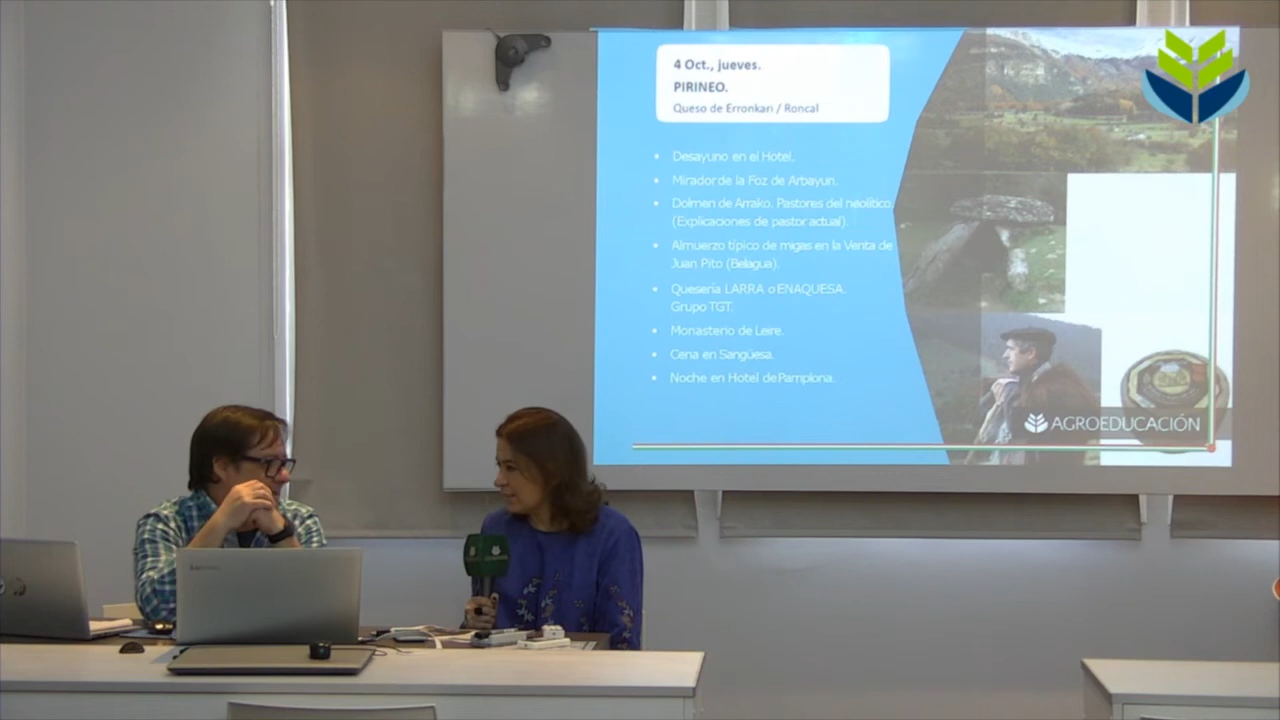 4 Oct., jueves.
PIRINEO.
Queso de Erronkari / Roncal
• Desayuno en el Hotel.
• Mirador de la Foz de Arbayun.
• Dolmen de Arrako. Pastores del neolítico.
(Explicaciones de pastor actual).
• Almuerzo típico de migas en la Venta de
Juan Pito (Belagua).
• Quesería LARRA o ENAQUESA.
Grupo TGT.
• Monasterio de Leire.
• Cena en Sangüesa.
• Noche en Hotel de Pamplona.
AGROEDUCACIÓN